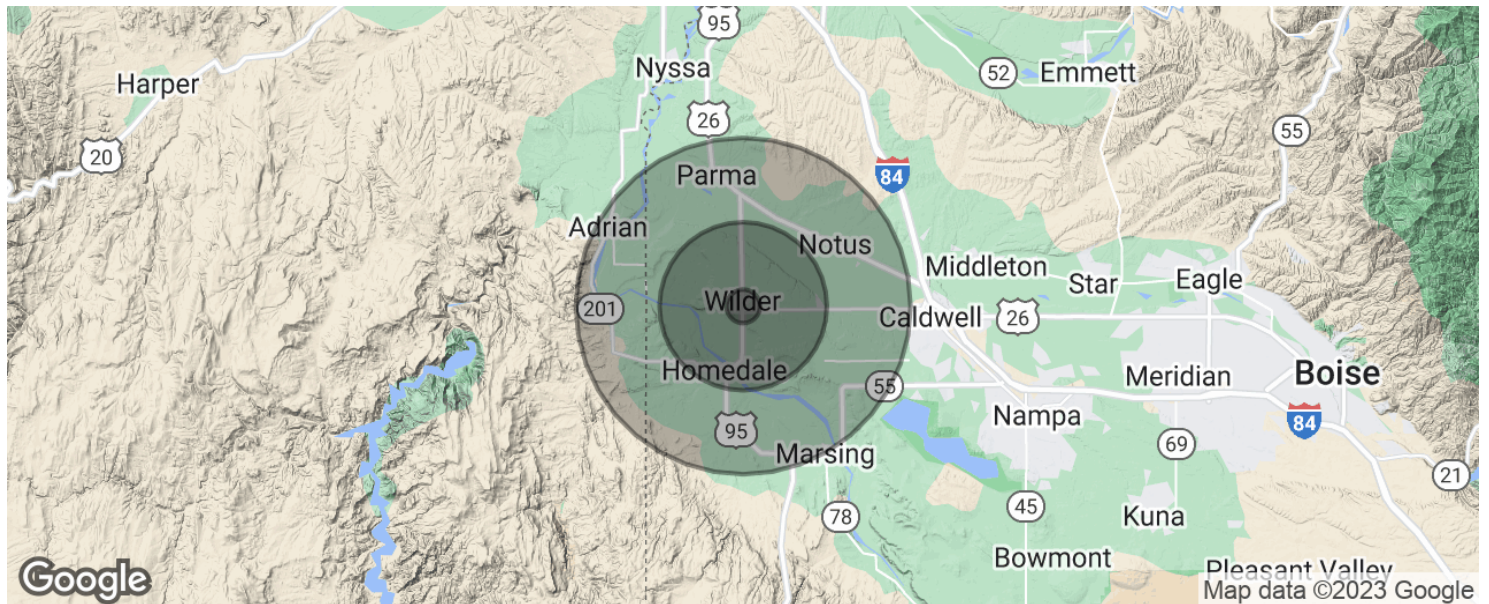 95
Nyssa
52
Emmett
Harper
26
55
20
84
Parma
Adrian
Notus
Middleton
Star
Eagle
201
Wilder
Caldwell
26
Homedale
55
Meridian
Boise
Nampa
95
84
69
Marsing
21
78
45
Kuna
Bowmont
Pleasant Valley
Google
Map data ©2023 Google